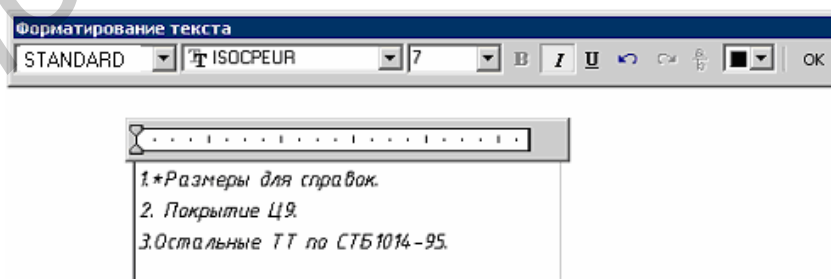 Форматирование текста
STANDARD ISOCPEUR 7 B I U OK
1.*Размеры для справок.
2. Покрытие Ц9.
3.Остальные ТТ по СТБ1014-95.